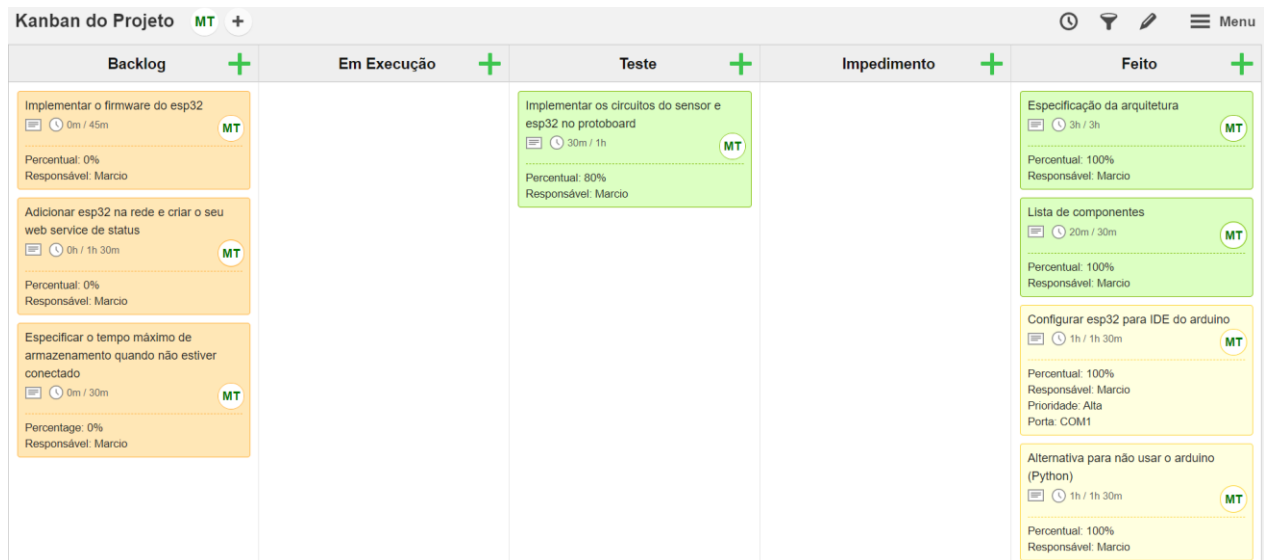 Kanban do Projeto MT + Menu
Backlog
Implementar o firmware do esp32
0m / 45m
MT
Percentual: 0%
Responsável: Marcio
Adicionar esp32 na rede e criar o seu
web service de status
0h / 1h 30m
MT
Percentual: 0%
Responsável: Marcio
Especificar o tempo máximo de
armazenamento quando não estiver
conectado
0m / 30m
MT
Percentage: 0%
Responsável: Marcio
Em Execução
Teste
Implementar os circuitos do sensor e
esp32 no protoboard
30m / 1h
MT
Percentual: 80%
Responsável: Marcio
Impedimento
Feito
Especificação da arquitetura
3h / 3h
MT
Percentual: 100%
Responsável: Marcio
Lista de componentes
20m / 30m
MT
Percentual: 100%
Responsável: Marcio
Configurar esp32 para IDE do arduino
1h / 1h 30m
MT
Percentual: 100%
Responsável: Marcio
Prioridade: Alta
Porta: COM1
Alternativa para não usar o arduino
(Python)
1h / 1h 30m
MT
Percentual: 100%
Responsável: Marcio